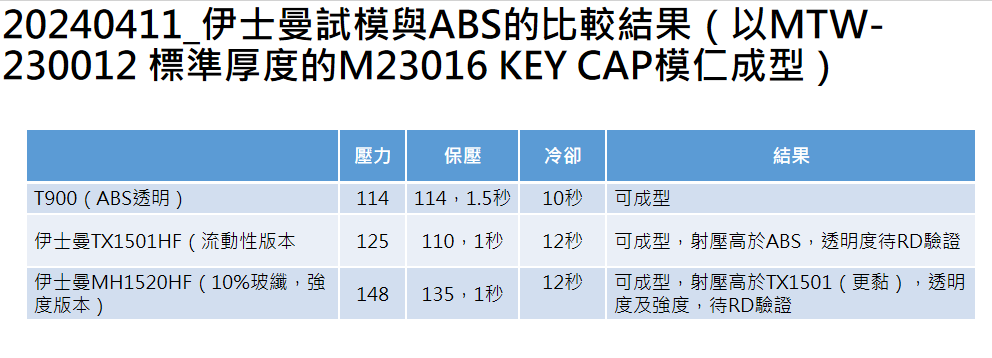 20240411_伊士曼試模與ABS的比較結果（以MTW-
230012 標準厚度的M23016 KEY CAP模仁成型）
壓力 保壓 冷卻 結果
T900（ABS透明） 114 114，1.5秒 10秒 可成型
伊士曼TX1501HF（流動性版本 125 110，1秒 12秒 可成型，射壓高於ABS，透明度待RD驗證
伊士曼MH1520HF（10%玻纖，強
度版本） 148 135，1秒 12秒 可成型，射壓高於TX1501（更黏），透明
度及強度，待RD驗證